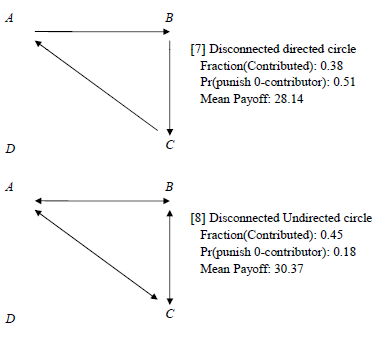 A B
[7] Disconnected directed circle
Fraction(Contributed): 0.38
Pr(punish 0-contributor): 0.51
Mean Payoff: 28.14
D C
A B
[8] Disconnected Undirected circle
Fraction(Contributed): 0.45
Pr(punish 0-contributor): 0.18
Mean Payoff: 30.37
D C